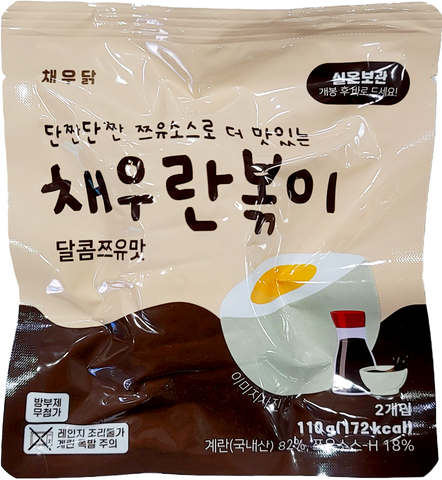 채우닭
실온보관
개봉 후 바로 드세요!
단짠단짠 쯔유소스로 더 맛있는
채우란볶이
달콤쯔유맛
이미지사진
방부제
무첨가
레인지 조리불가
계란 폭발 주의
2개입
110g(172kcal)
계란(국내산) 82%, 쯔유소스-H 18%